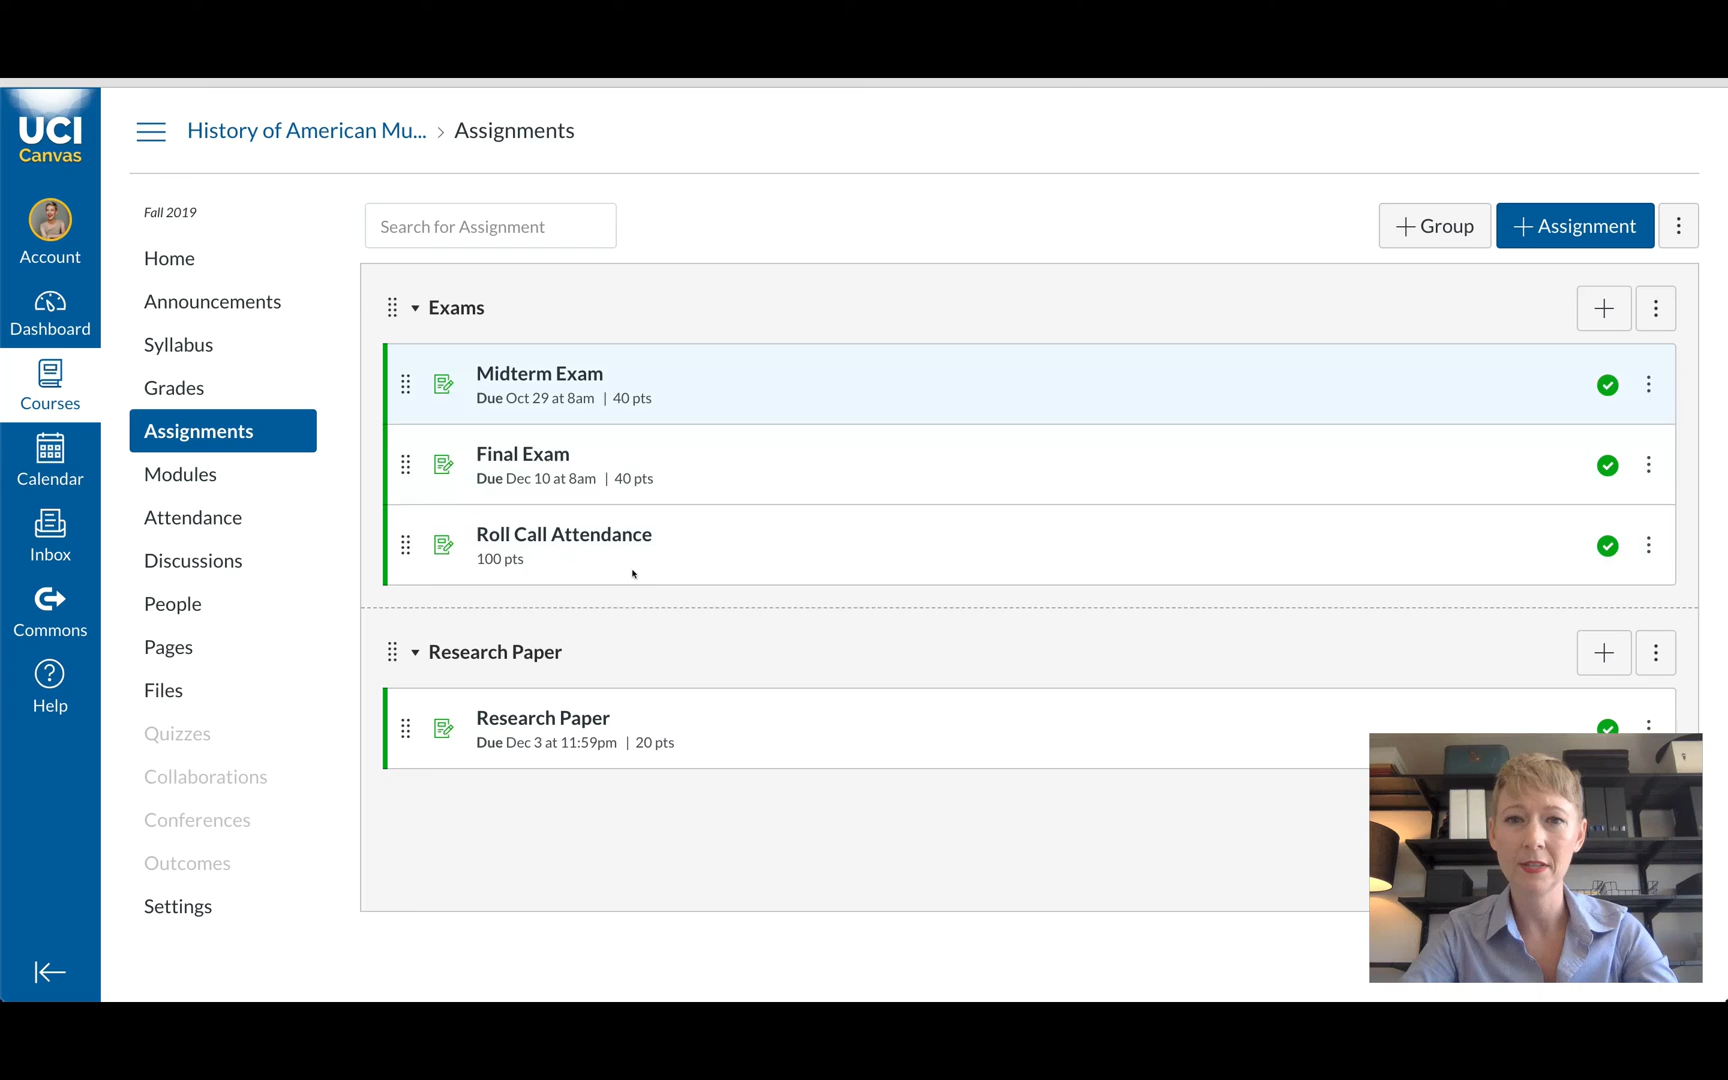 UCI
Canvas
Account
Dashboard
Courses
Calendar
Inbox
Commons
Help
History of American Mu... > Assignments
Fall 2019
Home
Announcements
Syllabus
Grades
Assignments
Modules
Attendance
Discussions
People
Pages
Files
Quizzes
Collaborations
Conferences
Outcomes
Settings
Search for Assignment
+ Group
+ Assignment
Exams
Midterm Exam
Due Oct 29 at 8am | 40 pts
Final Exam
Due Dec 10 at 8am | 40 pts
Roll Call Attendance
100 pts
Research Paper
Research Paper
Due Dec 3 at 11:59pm | 20 pts